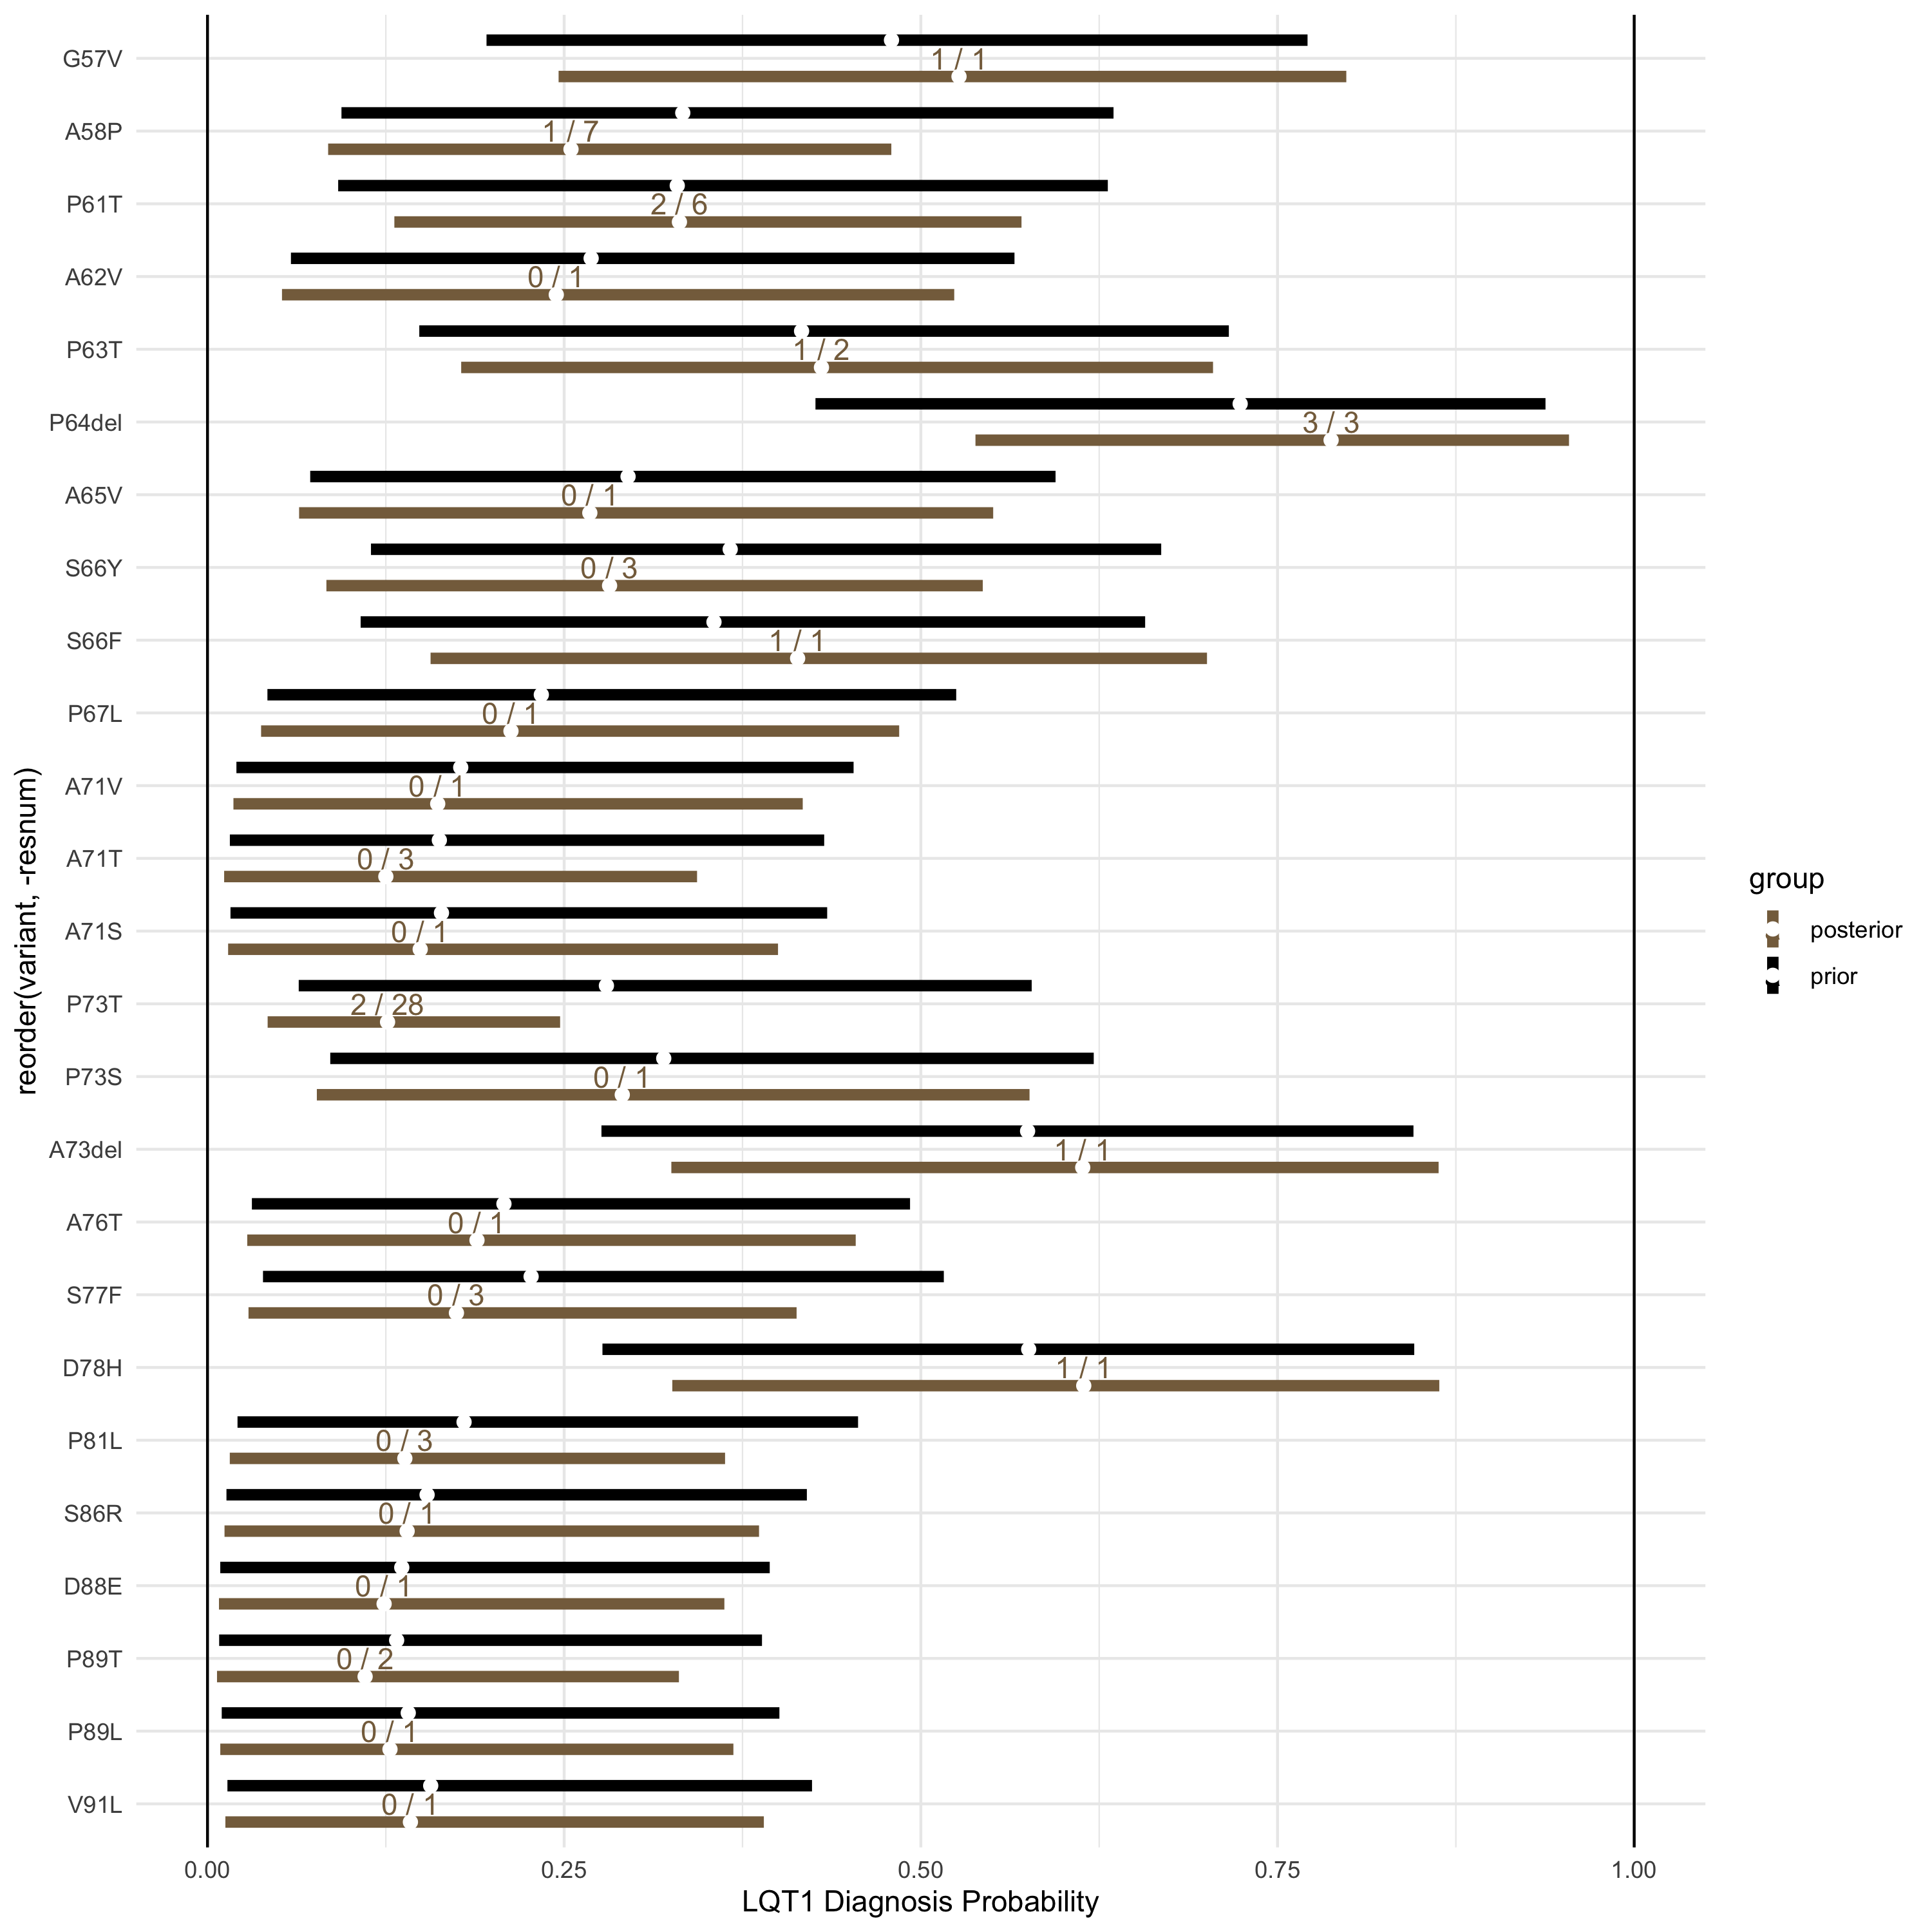 G57V
1 / 1
A58P
1 / 7
P61T
2 / 6
A62V
0 / 1
P63T
1 / 2
P64del
3 / 3
A65V
0 / 1
S66Y
0 / 3
S66F
1 / 1
P67L
0 / 1
A71V
0 / 1
A71T
0 / 3
A71S
0 / 1
P73T
2 / 28
P73S
0 / 1
A73del
1 / 1
A76T
0 / 1
S77F
0 / 3
D78H
1 / 1
P81L
0 / 3
S86R
0 / 1
D88E
0 / 1
P89T
0 / 2
P89L
0 / 1
V91L
0 / 1
reorder(variant, -resnum)
0.00 0.25 0.50 0.75 1.00
LQT1 Diagnosis Probability
group
posterior
prior